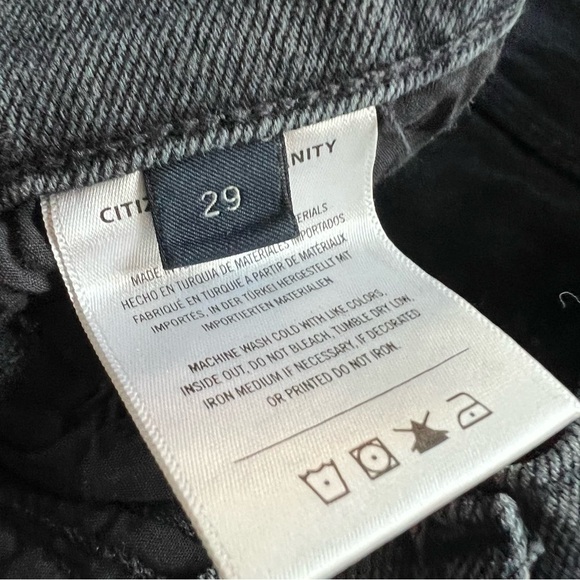 CITIZ NITY
29
MADE ERIALS
HECHO EN TURQUIA DE MATERIALES IMPORTADOS
FABRIQUÉ EN TURQUIE A PARTIR DE MATÉRIAUX
IMPORTÉS, IN DER TÜRKEI HERGESTELLT MIT
IMPORTIERTEN MATERIALIEN
MACHINE WASH COLD WITH LIKE COLORS,
INSIDE OUT, DO NOT BLEACH, TUMBLE DRY LOW,
IRON MEDIUM IF NECESSARY, IF DECORATED
OR PRINTED DO NOT IRON.